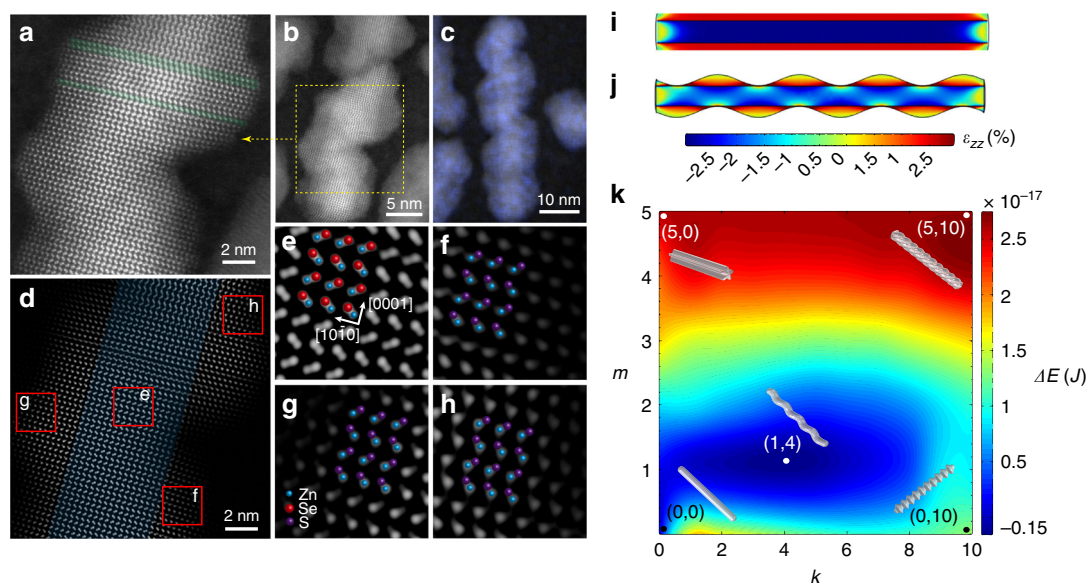 a
2 nm
b
5 nm
c
10 nm
d
h
g
e
f
2 nm
e
[0001]
[101̄0]
f
g
Zn
Se
S
h
i
j
ε_zz (%)
−2.5
−2
−1.5
−1
0.5
0
1
1.5
2
2.5
k
× 10⁻¹⁷
5
4
3
2
1
m
(5,0)
(5,10)
(1,4)
(0,0)
(0,10)
0
2
4
6
8
10
k
2.5
2
1.5
1
0.5
−0.15
ΔE (J)